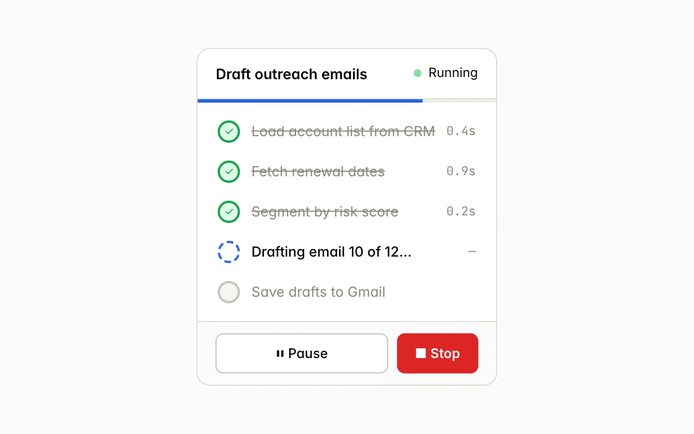 Draft outreach emails
Running
Load account list from CRM 0.4s
Fetch renewal dates 0.9s
Segment by risk score 0.2s
Drafting email 10 of 12... —
Save drafts to Gmail
Pause
Stop